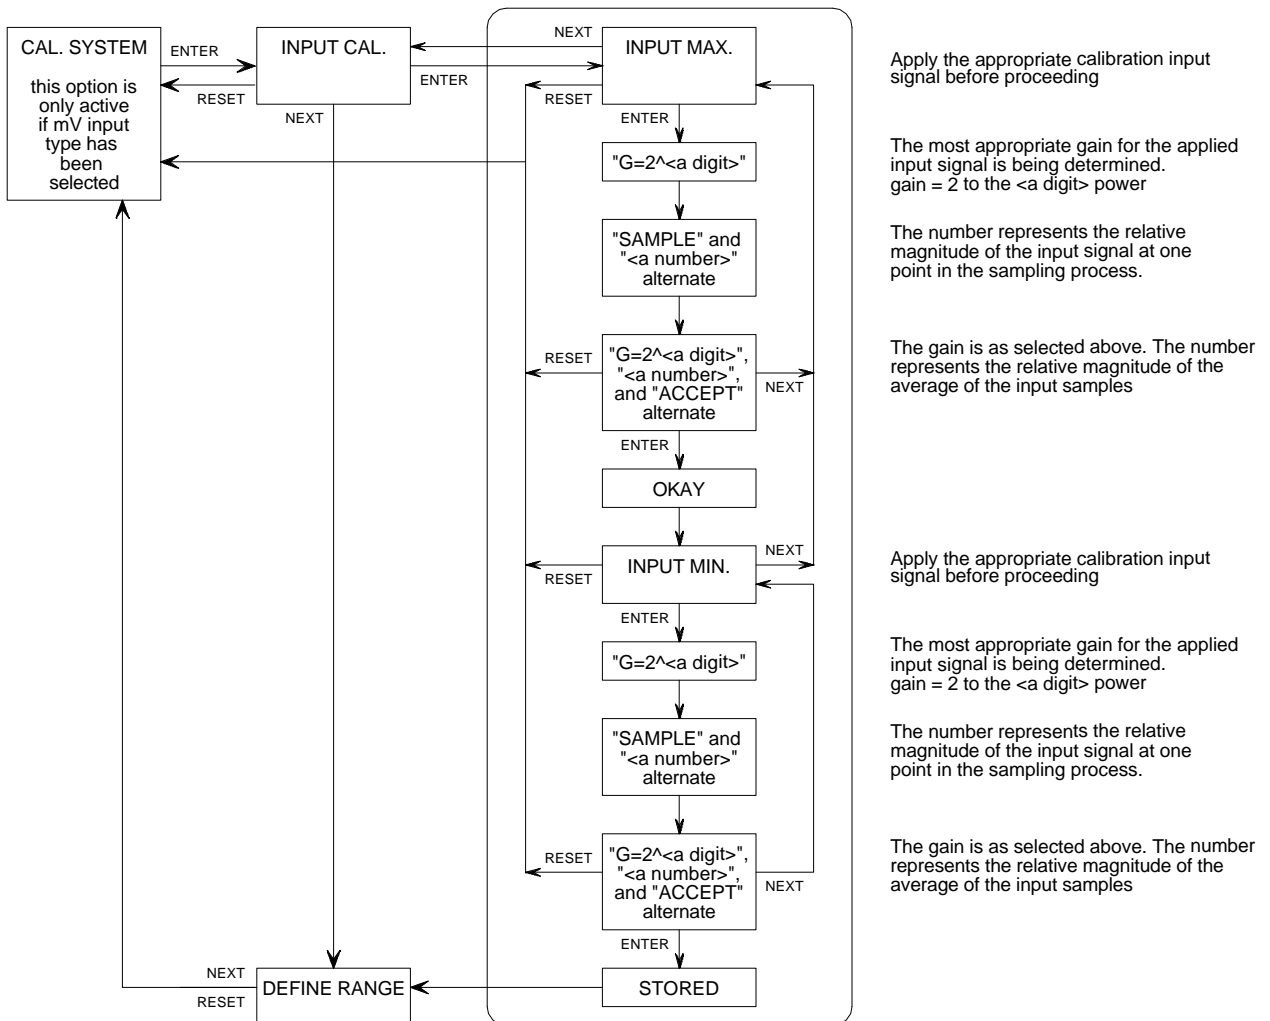 CAL. SYSTEM
this option is
only active
if mV input
type has
been
selected
ENTER
RESET
INPUT CAL.
NEXT
NEXT
ENTER
RESET
INPUT MAX.
ENTER
Apply the appropriate calibration input
signal before proceeding
"G=2^<a digit>"
The most appropriate gain for the applied
input signal is being determined.
gain = 2 to the <a digit> power
"SAMPLE" and
"<a number>"
alternate
The number represents the relative
magnitude of the input signal at one
point in the sampling process.
RESET
"G=2^<a digit>",
"<a number>",
and "ACCEPT"
alternate
NEXT
ENTER
The gain is as selected above. The number
represents the relative magnitude of the
average of the input samples
OKAY
RESET
INPUT MIN.
NEXT
ENTER
Apply the appropriate calibration input
signal before proceeding
"G=2^<a digit>"
The most appropriate gain for the applied
input signal is being determined.
gain = 2 to the <a digit> power
"SAMPLE" and
"<a number>"
alternate
The number represents the relative
magnitude of the input signal at one
point in the sampling process.
RESET
"G=2^<a digit>",
"<a number>",
and "ACCEPT"
alternate
NEXT
ENTER
The gain is as selected above. The number
represents the relative magnitude of the
average of the input samples
NEXT
RESET
DEFINE RANGE
STORED